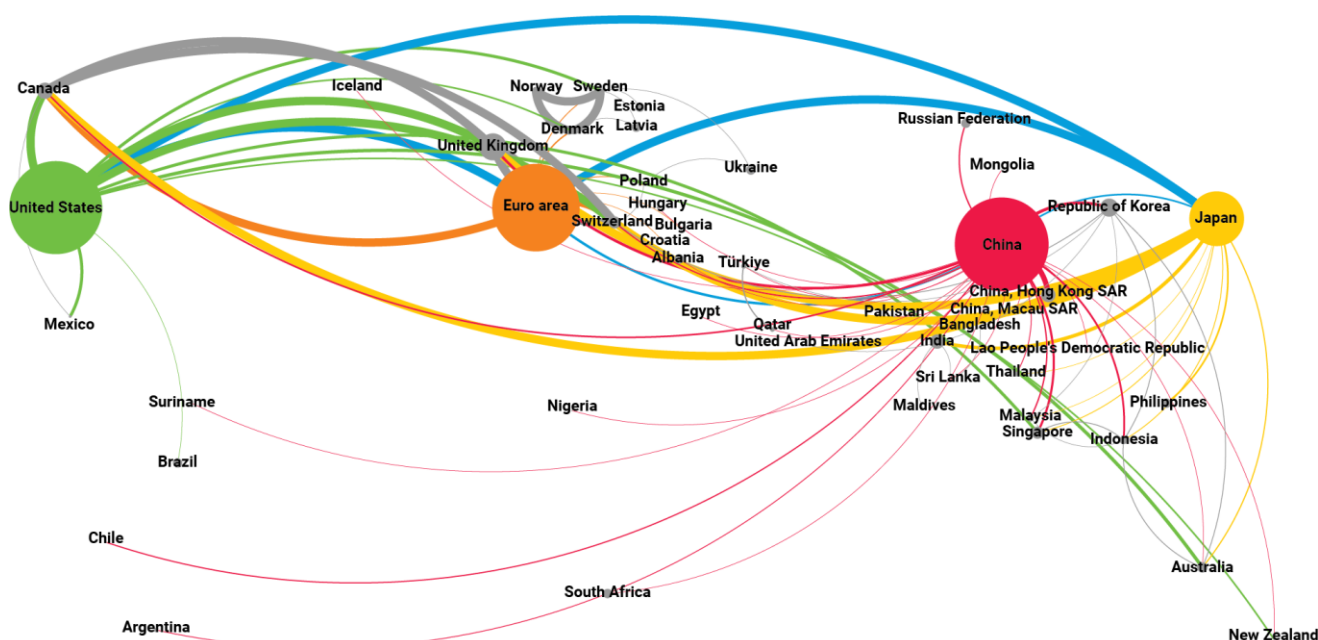 Canada
Iceland
Norway
Sweden
Estonia
Denmark
Latvia
Russian Federation
United Kingdom
Ukraine
Mongolia
Poland
United States
Euro area
Hungary
Republic of Korea
Switzerland
Bulgaria
Japan
Croatia
China
Albania
Türkiye
China, Hong Kong SAR
Egypt
Pakistan
China, Macau SAR
Mexico
Qatar
Bangladesh
United Arab Emirates
India
Lao People's Democratic Republic
Thailand
Sri Lanka
Suriname
Nigeria
Maldives
Philippines
Malaysia
Singapore
Indonesia
Brazil
Chile
Australia
South Africa
Argentina
New Zealand